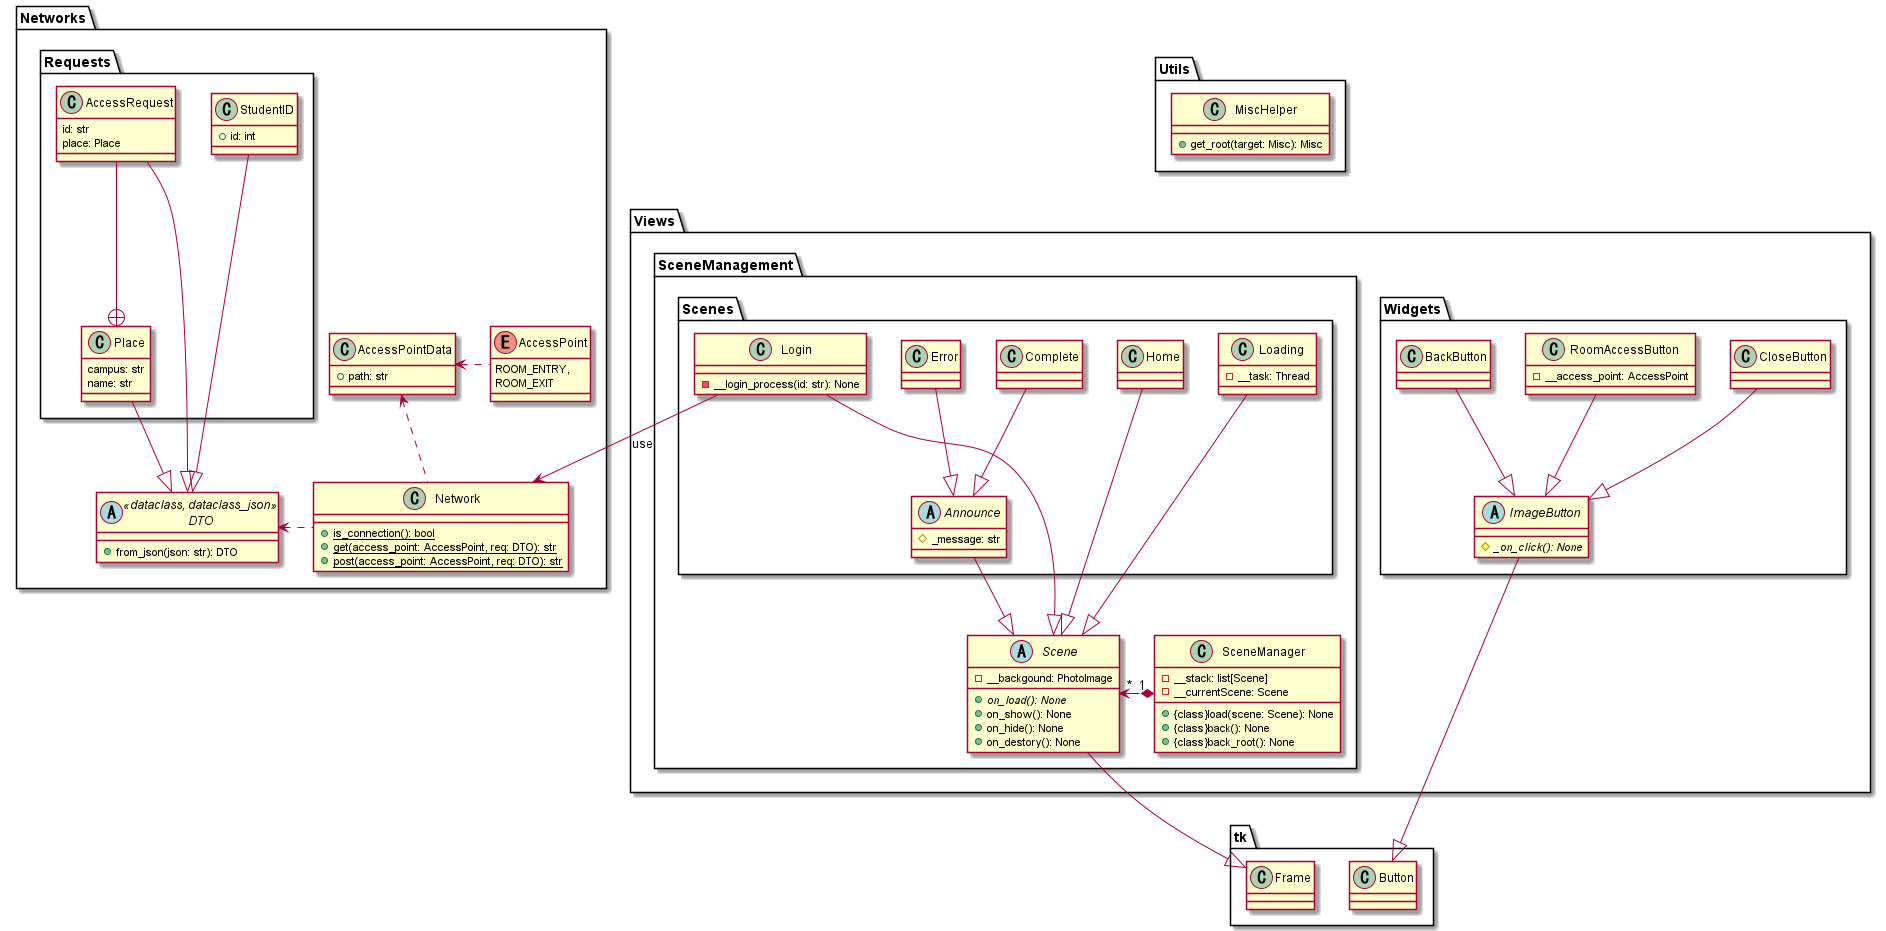 Networks
Requests
C AccessRequest
id: str
place: Place
C StudentID
id: int
C Place
campus: str
name: str
C AccessPointData
path: str
E AccessPoint
ROOM_ENTRY,
ROOM_EXIT
A «dataclass, dataclass_json»
DTO
from_json(json: str): DTO
C Network
is_connection(): bool
get(access_point: AccessPoint, req: DTO): str
post(access_point: AccessPoint, req: DTO): str
use
Utils
C MiscHelper
get_root(target: Misc): Misc
Views
SceneManagement
Scenes
C Login
__login_process(id: str): None
C Error
C Complete
C Home
C Loading
__task: Thread
A Announce
_message: str
A Scene
__backgound: PhotoImage
on_load(): None
on_show(): None
on_hide(): None
on_destory(): None
* 1
C SceneManager
__stack: list[Scene]
__currentScene: Scene
{class}load(scene: Scene): None
{class}back(): None
{class}back_root(): None
Widgets
C BackButton
C RoomAccessButton
__access_point: AccessPoint
C CloseButton
A ImageButton
_on_click(): None
tk
C Frame
C Button